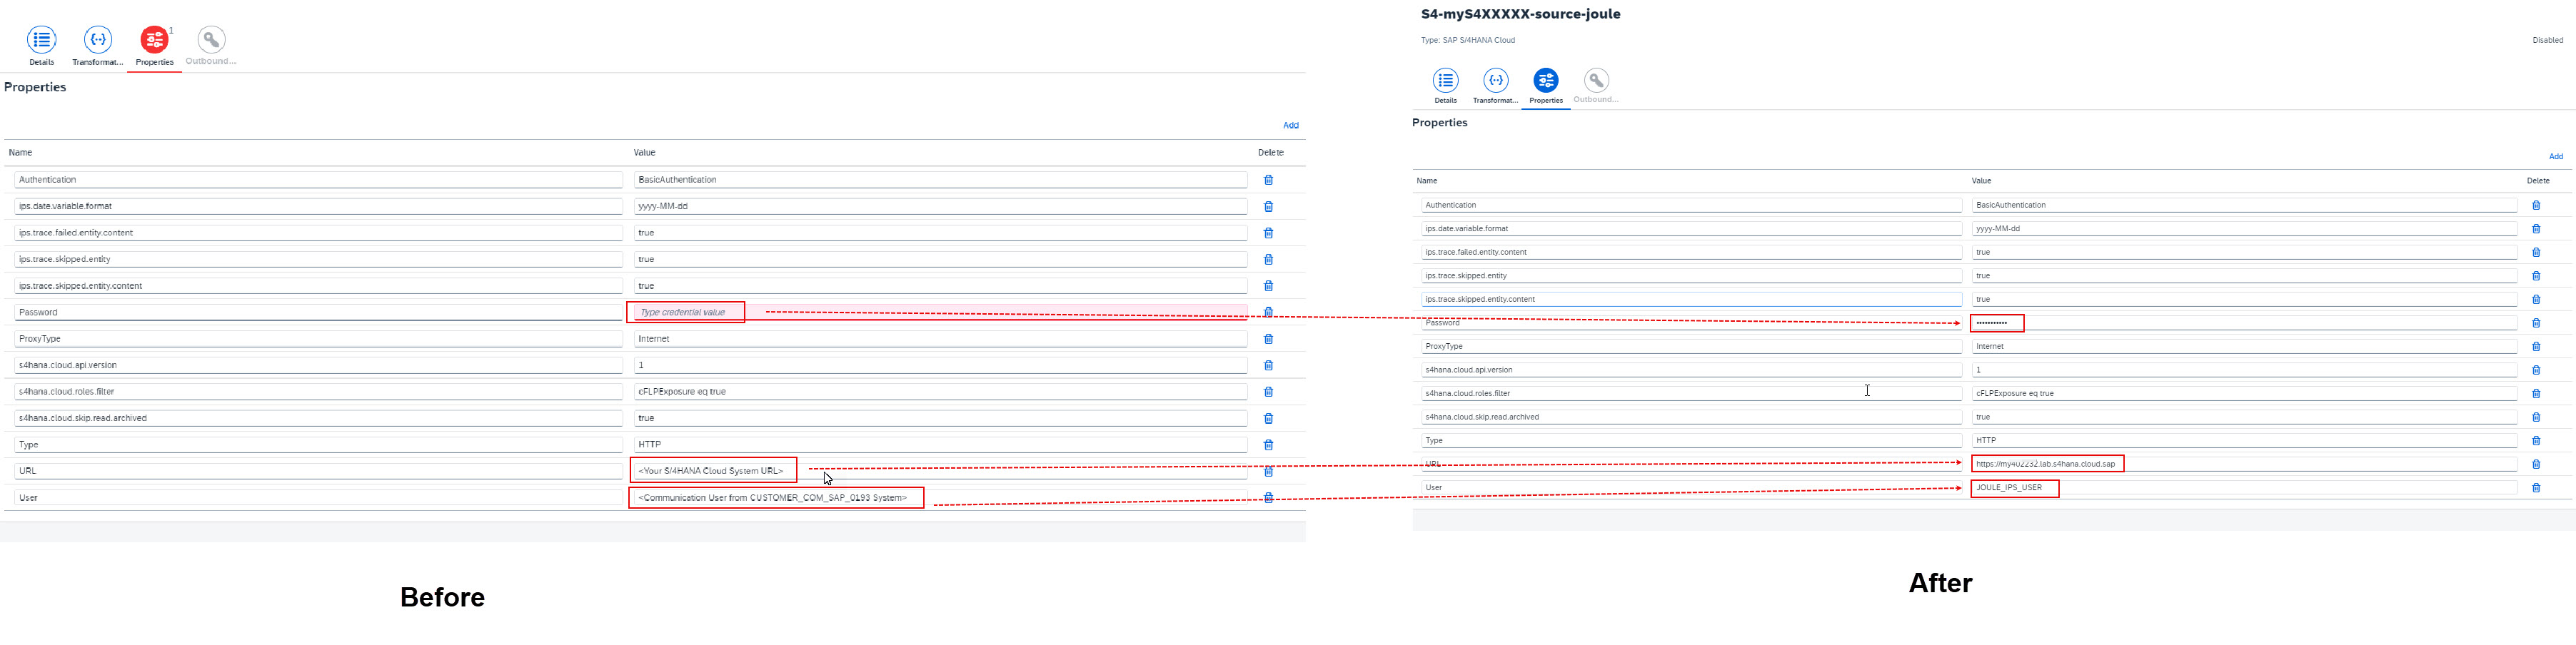 1
Details
Transformat...
Properties
Outbound...
Properties
Add
Name Value Delete
Authentication BasicAuthentication
ips.date.variable.format yyyy-MM-dd
ips.trace.failed.entity.content true
ips.trace.skipped.entity true
ips.trace.skipped.entity.content true
Password Type credential value
ProxyType Internet
s4hana.cloud.api.version 1
s4hana.cloud.roles.filter cFLPExposure eq true
s4hana.cloud.skip.read.archived true
Type HTTP
URL <Your S/4HANA Cloud System URL>
User <Communication User from CUSTOMER_COM_SAP_0193 System>
Before
S4-myS4XXXXX-source-joule
Type: SAP S/4HANA Cloud Disabled
Details
Transformat...
Properties
Outbound...
Properties
Add
Name Value Delete
Authentication BasicAuthentication
ips.date.variable.format yyyy-MM-dd
ips.trace.failed.entity.content true
ips.trace.skipped.entity true
ips.trace.skipped.entity.content true
Password •••••••••••
ProxyType Internet
s4hana.cloud.api.version 1
s4hana.cloud.roles.filter cFLPExposure eq true
s4hana.cloud.skip.read.archived true
Type HTTP
URL https://my402232.lab.s4hana.cloud.sap
User JOULE_IPS_USER
After